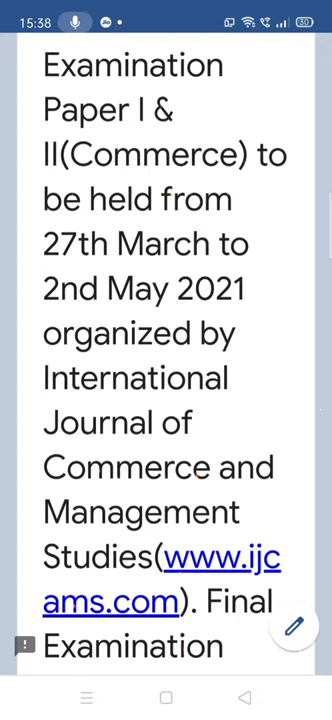 15:38
Jio
30
Examination
Paper I &
II(Commerce) to
be held from
27th March to
2nd May 2021
organized by
International
Journal of
Commerce and
Management
Studies(www.ijc
ams.com). Final
Examination